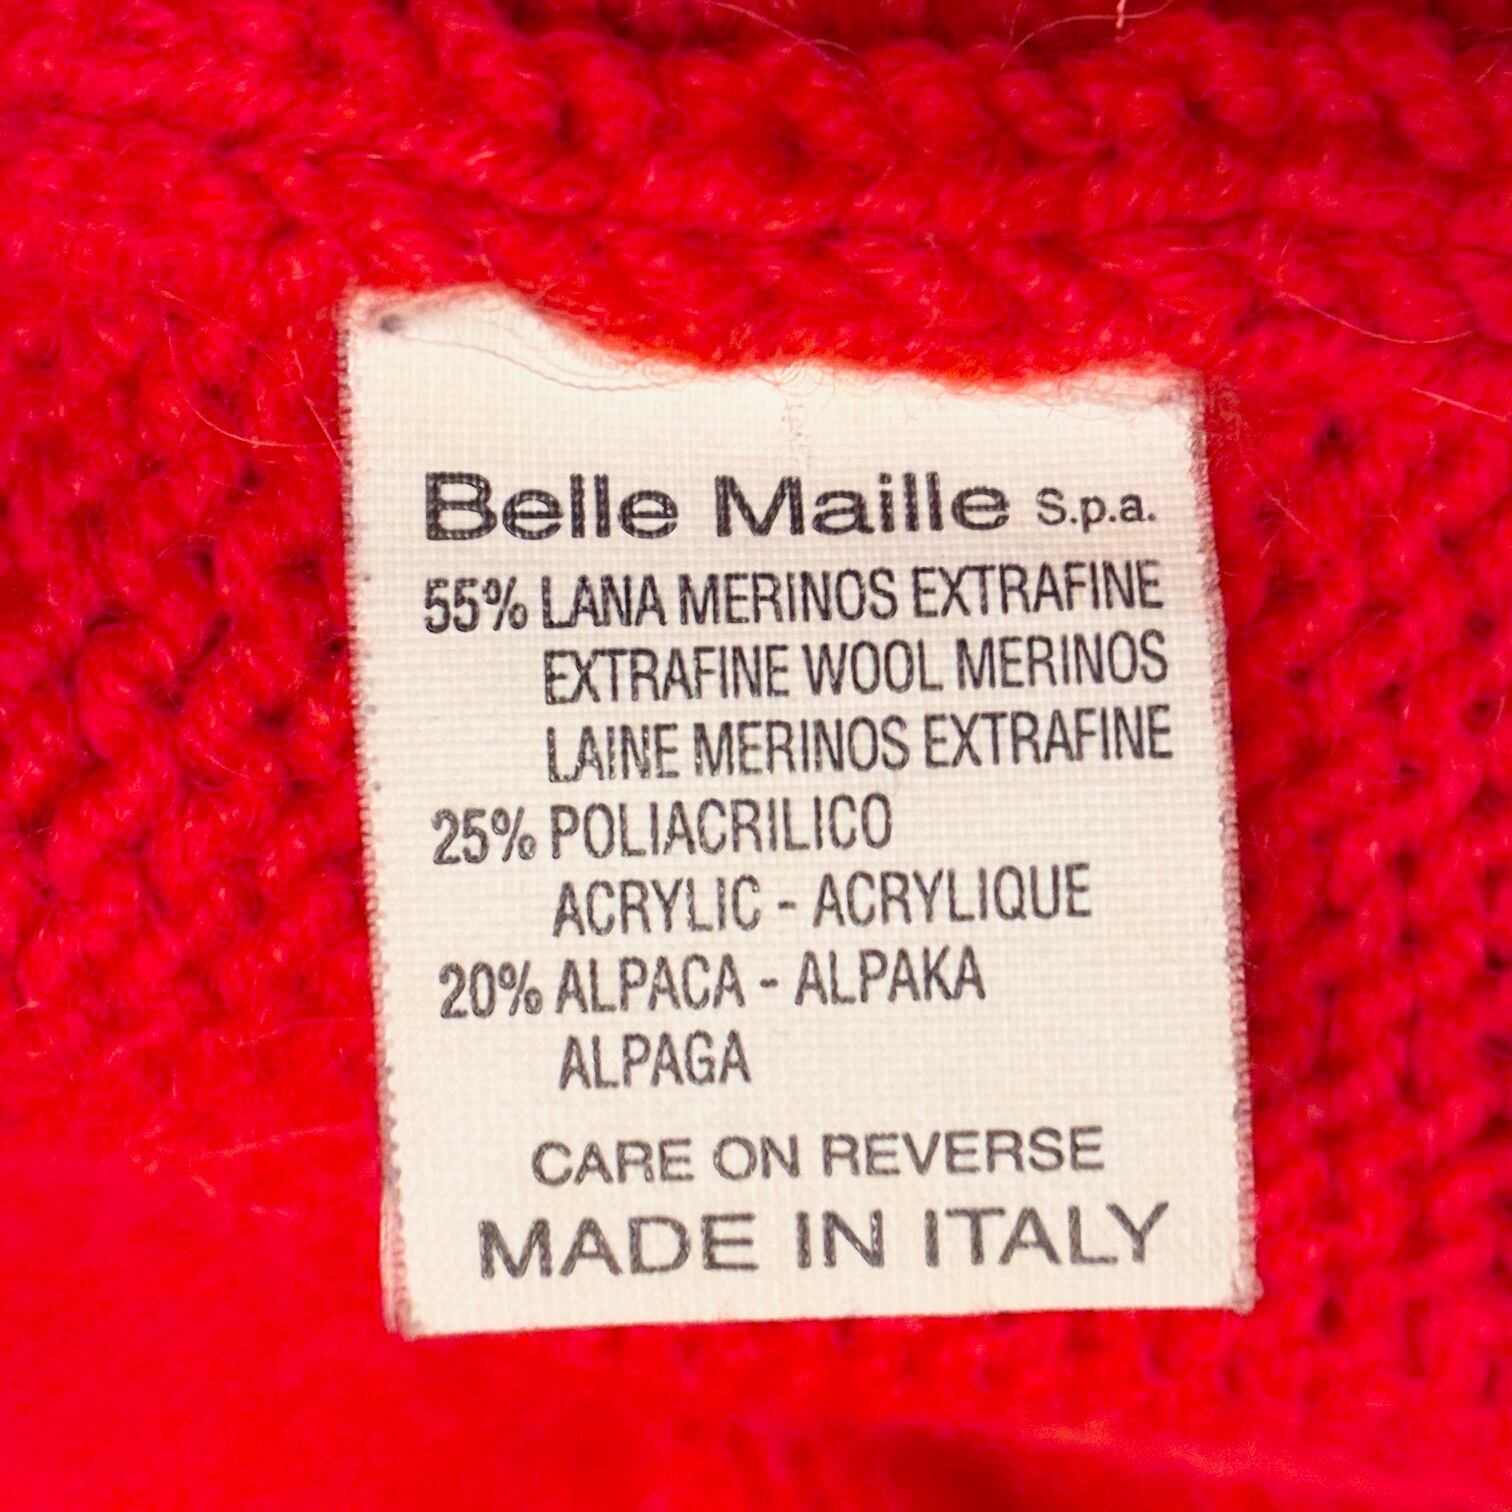 Belle Maille S.p.a.
55% LANA MERINOS EXTRAFINE
EXTRAFINE WOOL MERINOS
LAINE MERINOS EXTRAFINE
25% POLIACRILICO
ACRYLIC - ACRYLIQUE
20% ALPACA - ALPAKA
ALPAGA
CARE ON REVERSE
MADE IN ITALY